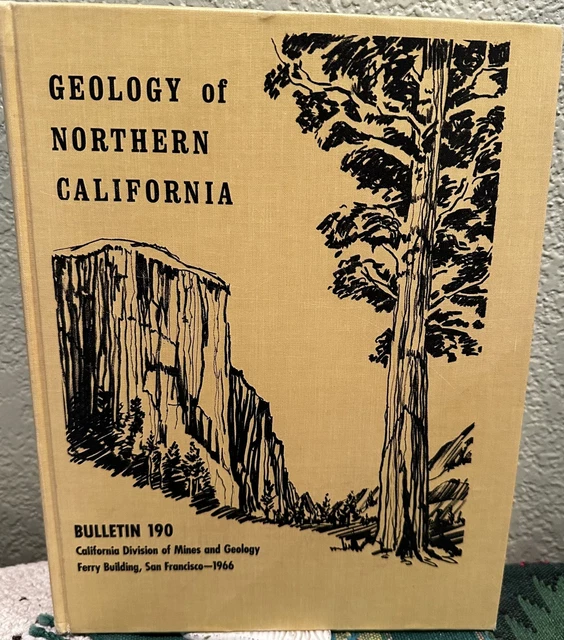 GEOLOGY of
NORTHERN
CALIFORNIA
BULLETIN 190
California Division of Mines and Geology
Ferry Building, San Francisco—1966